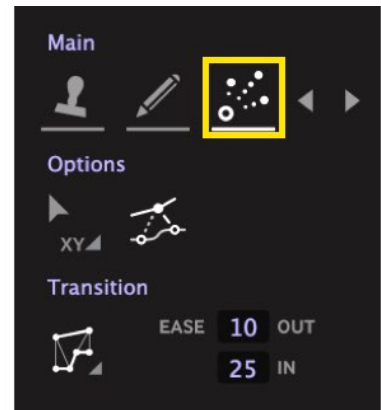 Main
Options
XY
Transition
EASE 10 OUT
25 IN